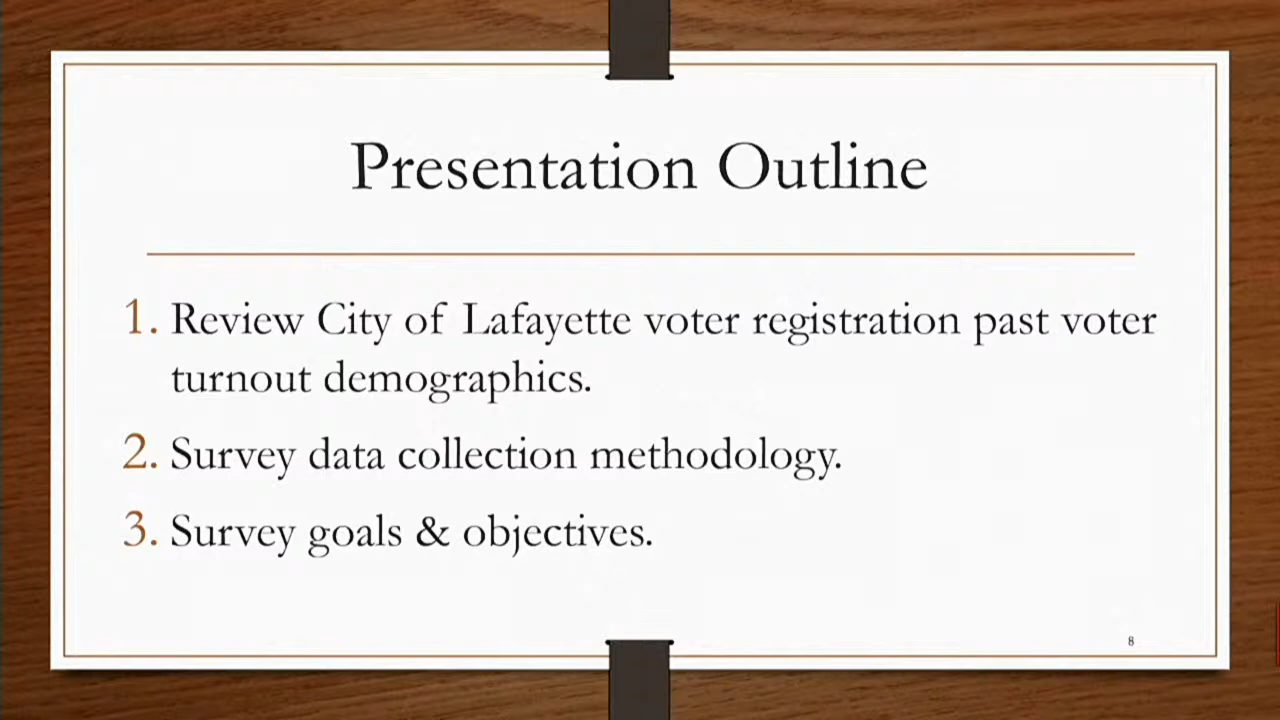 Presentation Outline
1. Review City of Lafayette voter registration past voter
turnout demographics.
2. Survey data collection methodology.
3. Survey goals & objectives.
8